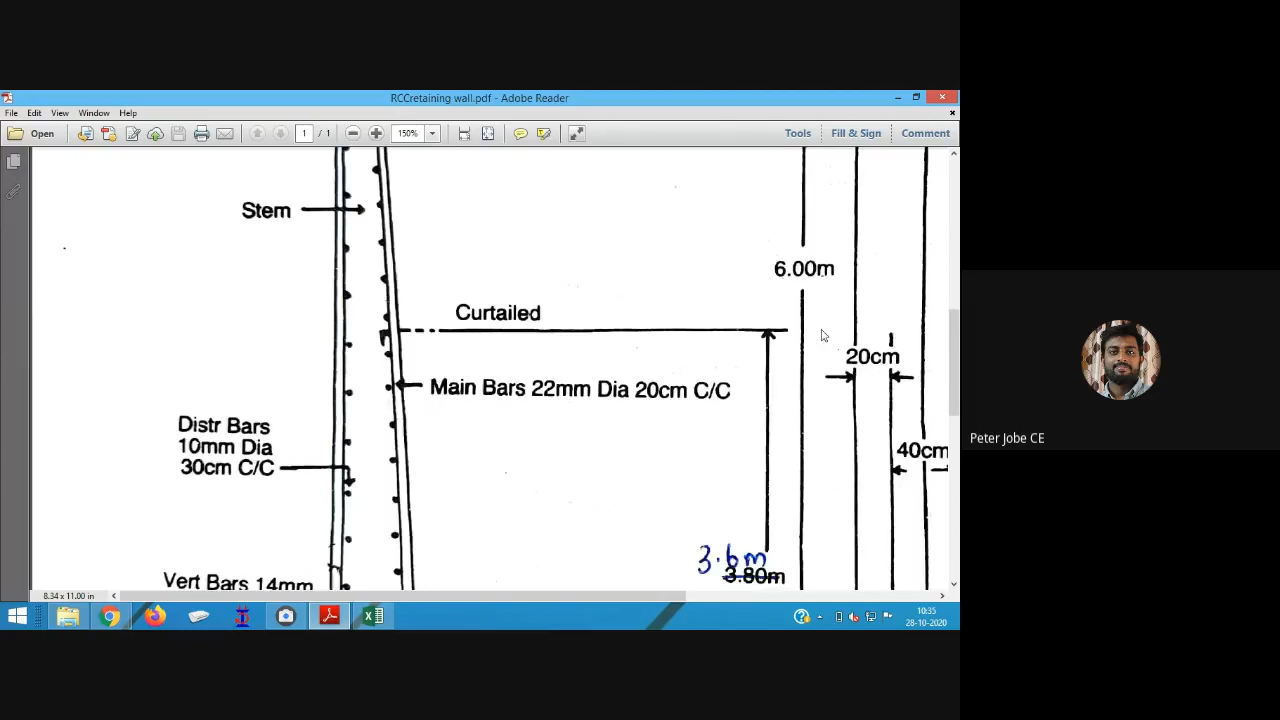 RCCretaining wall.pdf - Adobe Reader
File Edit View Window Help
Open 1 / 1 150% Tools Fill & Sign Comment
Stem
6.00m
Curtailed
20cm
Main Bars 22mm Dia 20cm C/C
Distr Bars
10mm Dia
30cm C/C
40cm
Peter Jobe CE
3.6m
3.80m
Vert Bars 14mm
8.34 x 11.00 in
10:35
28-10-2020